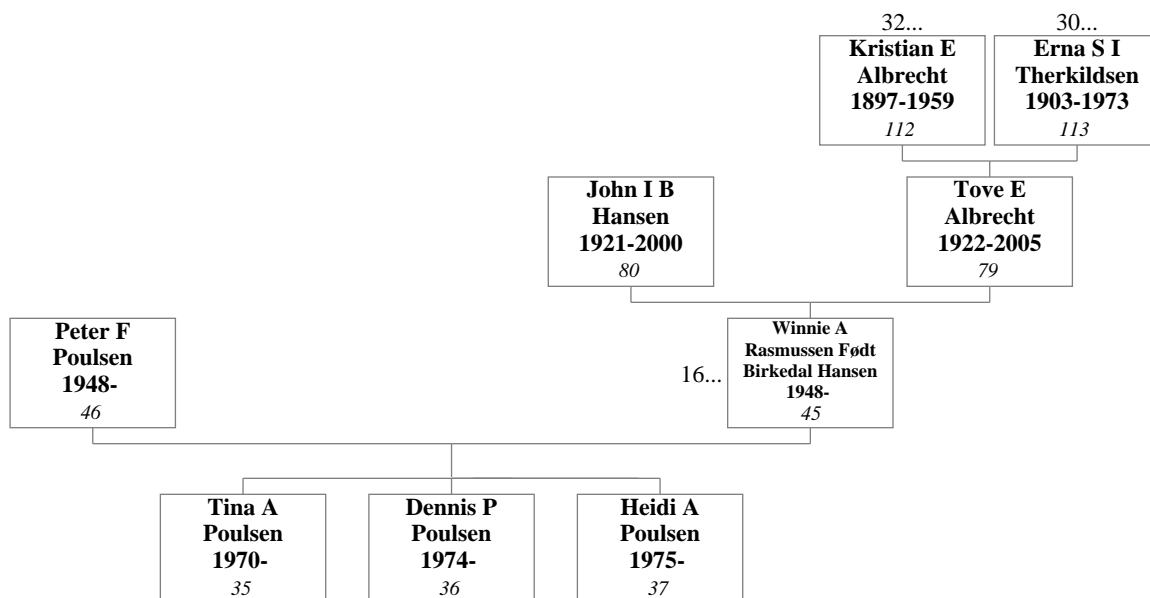 32...
Kristian E
Albrecht
1897-1959
112
30...
Erna S I
Therkildsen
1903-1973
113
John I B
Hansen
1921-2000
80
Tove E
Albrecht
1922-2005
79
Peter F
Poulsen
1948-
46
16...
Winnie A
Rasmussen Født
Birkedal Hansen
1948-
45
Tina A
Poulsen
1970-
35
Dennis P
Poulsen
1974-
36
Heidi A
Poulsen
1975-
37